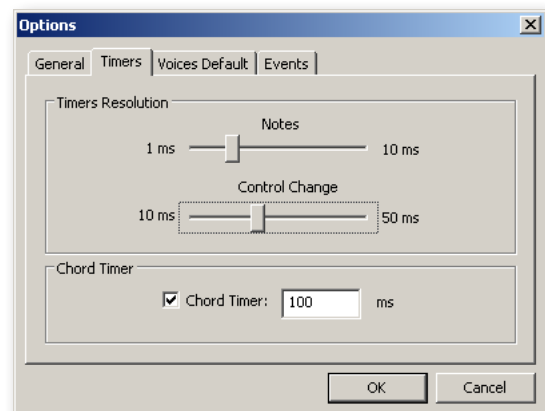 Options
General Timers Voices Default Events
Timers Resolution
Notes
1 ms 10 ms
Control Change
10 ms 50 ms
Chord Timer
Chord Timer: 100 ms
OK Cancel